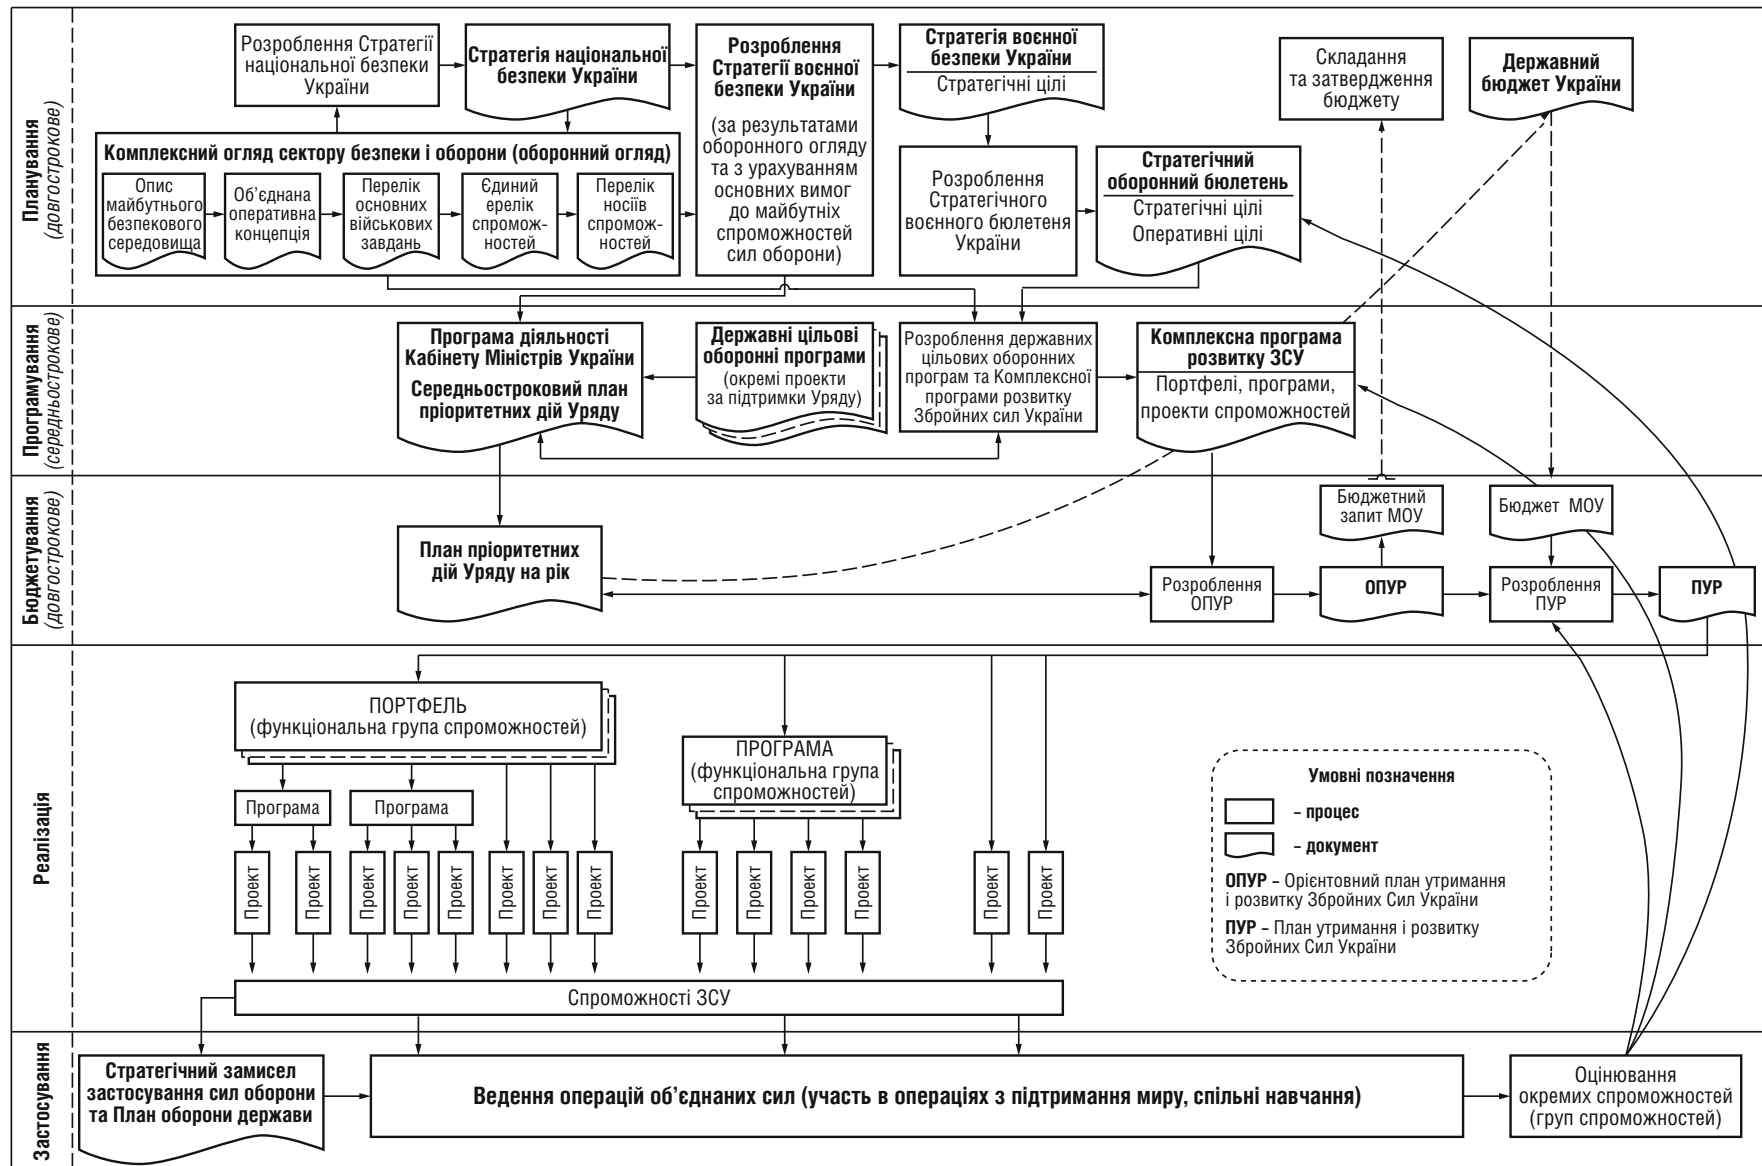 Планування
(довгострокове)
Розроблення Стратегії
національної безпеки
України
Стратегія національної
безпеки України
Розроблення
Стратегії воєнної
безпеки України
(за результатами
оборонного огляду
та з урахуванням
основних вимог
до майбутніх
спроможностей
сил оборони)
Стратегія воєнної
безпеки України
Стратегічні цілі
Складання
та затвердження
бюджету
Державний
бюджет України
Комплексний огляд сектору безпеки і оборони (оборонний огляд)
Опис
майбутнього
безпекового
середовища
Об’єднана
оперативна
концепція
Перелік
основних
військових
завдань
Єдиний
ерелік
спромож-
ностей
Перелік
носіїв
спромож-
ностей
Розроблення
Стратегічного
воєнного бюлетеня
України
Стратегічний
оборонний бюлетень
Стратегічні цілі
Оперативні цілі
Програмування
(середньострокове)
Програма діяльності
Кабінету Міністрів України
Середньостроковий план
пріоритетних дій Уряду
Державні цільові
оборонні програми
(окремі проекти
за підтримки Уряду)
Розроблення державних
цільових оборонних
програм та Комплексної
програми розвитку
Збройних сил України
Комплексна програма
розвитку ЗСУ
Портфелі, програми,
проекти спроможностей
Бюджетування
(довгострокове)
План пріоритетних
дій Уряду на рік
Бюджетний
запит МОУ
Бюджет МОУ
Розроблення
ОПУР
ОПУР
Розроблення
ПУР
ПУР
Реалізація
ПОРТФЕЛЬ
(функціональна група спроможностей)
ПРОГРАМА
(функціональна група
спроможностей)
Програма
Програма
Проект
Проект
Проект
Проект
Проект
Проект
Проект
Проект
Проект
Проект
Проект
Проект
Проект
Проект
Умовні позначення
– процес
– документ
ОПУР – Орієнтовний план утримання
і розвитку Збройних Сил України
ПУР – План утримання і розвитку
Збройних Сил України
Спроможності ЗСУ
Застосування
Стратегічний замисел
застосування сил оборони
та План оборони держави
Ведення операцій об’єднаних сил (участь в операціях з підтримання миру, спільні навчання)
Оцінювання
окремих спроможностей
(груп спроможностей)